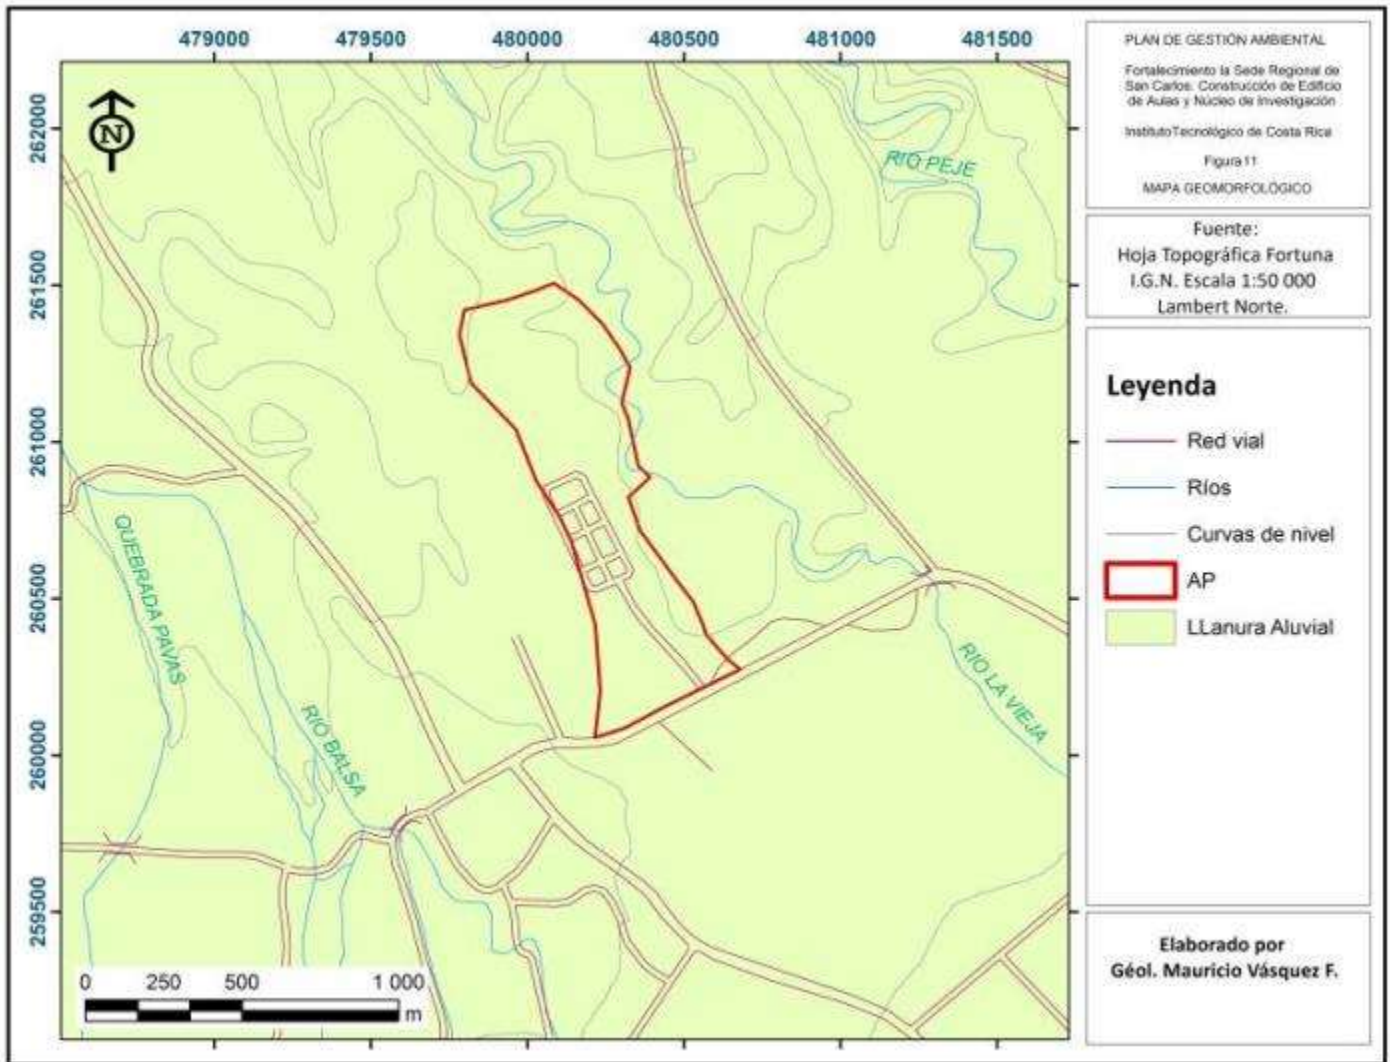 479000 479500 480000 480500 481000 481500
262000
261500
261000
260500
260000
259500
N
RIO PEJE
QUEBRADA PAVAS
RIO BALSA
RIO LA VIEJA
0 250 500 1 000
m
PLAN DE GESTIÓN AMBIENTAL
Fortalecimiento la Sede Regional de
San Carlos. Construcción de Edificio
de Aulas y Núcleo de Investigación
InstitutoTecnológico de Costa Rica
Figura11
MAPA GEOMORFOLÓGICO
Fuente:
Hoja Topográfica Fortuna
I.G.N. Escala 1:50 000
Lambert Norte.
Leyenda
Red vial
Ríos
Curvas de nivel
AP
LLanura Aluvial
Elaborado por
Géol. Mauricio Vásquez F.